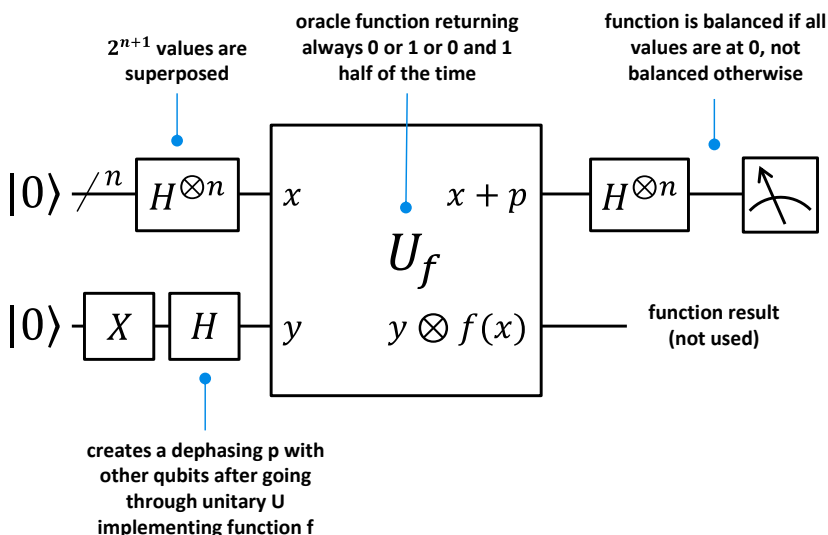 2ⁿ⁺¹ values are
superposed
oracle function returning
always 0 or 1 or 0 and 1
half of the time
function is balanced if all
values are at 0, not
balanced otherwise
|0⟩ n H⊗n x x + p H⊗n
U_f
|0⟩ X H y y ⊗ f(x)
function result
(not used)
creates a dephasing p with
other qubits after going
through unitary U
implementing function f